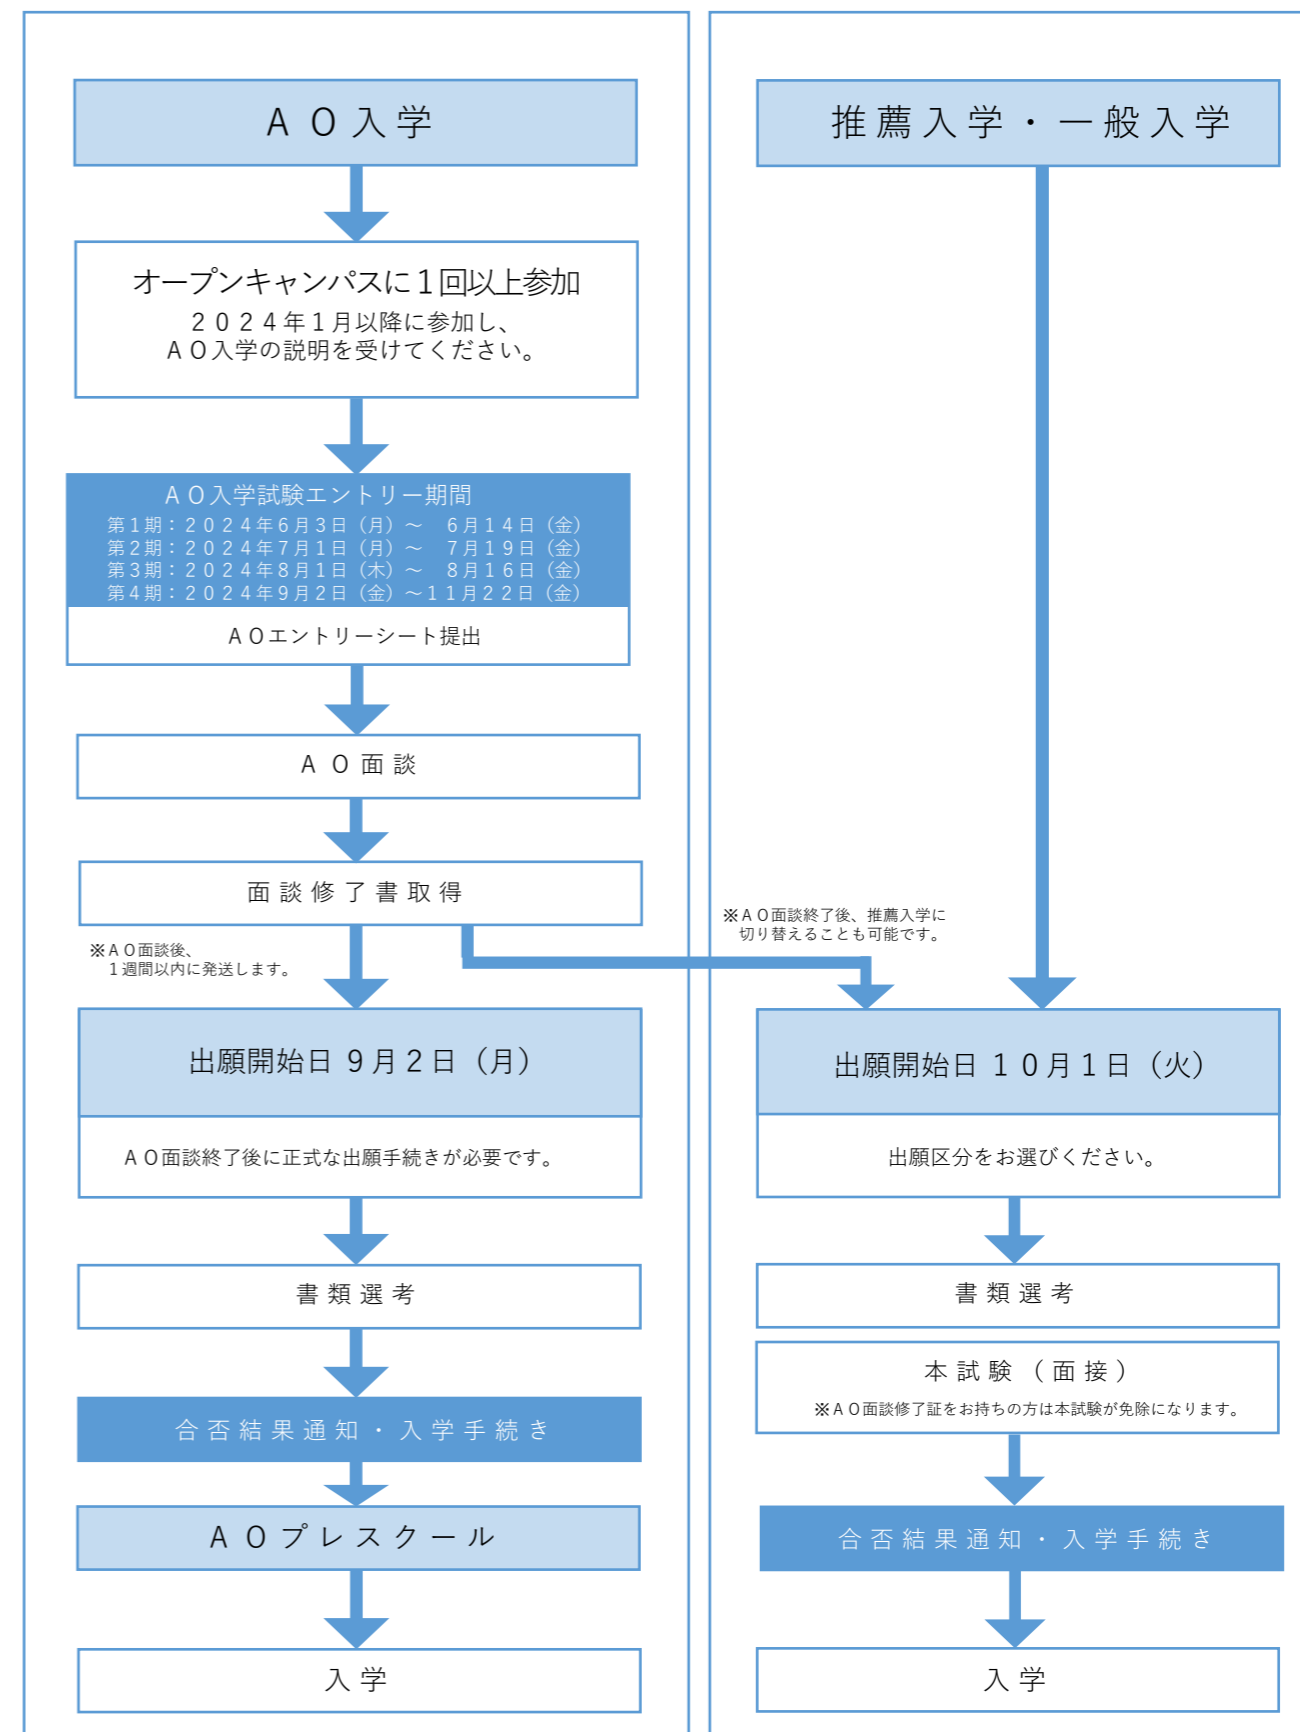 ＡＯ入学
オープンキャンパスに１回以上参加
２０２４年１月以降に参加し、
ＡＯ入学の説明を受けてください。
ＡＯ入学試験エントリー期間
第１期：２０２４年６月３日（月）～　６月１４日（金）
第２期：２０２４年７月１日（月）～　７月１９日（金）
第３期：２０２４年８月１日（木）～　８月１６日（金）
第４期：２０２４年９月２日（金）～１１月２２日（金）
ＡＯエントリーシート提出
ＡＯ面談
面談修了書取得
※ＡＯ面談後、
１週間以内に発送します。
出願開始日 ９月２日（月）
ＡＯ面談終了後に正式な出願手続きが必要です。
書類選考
合否結果通知・入学手続き
ＡＯプレスクール
入学
推薦入学・一般入学
※ＡＯ面談終了後、推薦入学に
切り替えることも可能です。
出願開始日 １０月１日（火）
出願区分をお選びください。
書類選考
本試験（面接）
※ＡＯ面談修了証をお持ちの方は本試験が免除になります。
合否結果通知・入学手続き
入学